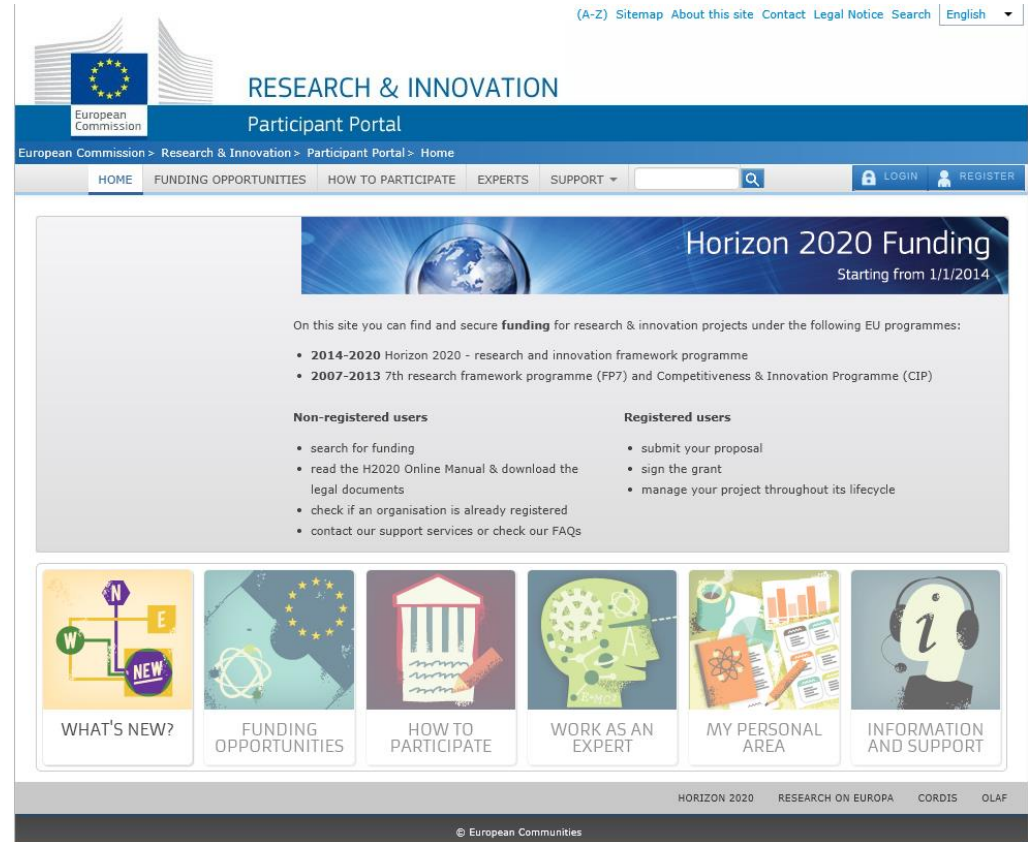 (A-Z) Sitemap About this site Contact Legal Notice Search English
RESEARCH & INNOVATION
European
Commission
Participant Portal
European Commission > Research & Innovation > Participant Portal > Home
HOME FUNDING OPPORTUNITIES HOW TO PARTICIPATE EXPERTS SUPPORT LOGIN REGISTER
Horizon 2020 Funding
Starting from 1/1/2014
On this site you can find and secure funding for research & innovation projects under the following EU programmes:
• 2014-2020 Horizon 2020 - research and innovation framework programme
• 2007-2013 7th research framework programme (FP7) and Competitiveness & Innovation Programme (CIP)
Non-registered users
• search for funding
• read the H2020 Online Manual & download the
legal documents
• check if an organisation is already registered
• contact our support services or check our FAQs
Registered users
• submit your proposal
• sign the grant
• manage your project throughout its lifecycle
N
E
W
NEW
A
i
WHAT'S NEW?
FUNDING
OPPORTUNITIES
HOW TO
PARTICIPATE
WORK AS AN
EXPERT
MY PERSONAL
AREA
INFORMATION
AND SUPPORT
HORIZON 2020 RESEARCH ON EUROPA CORDIS OLAF
© European Communities